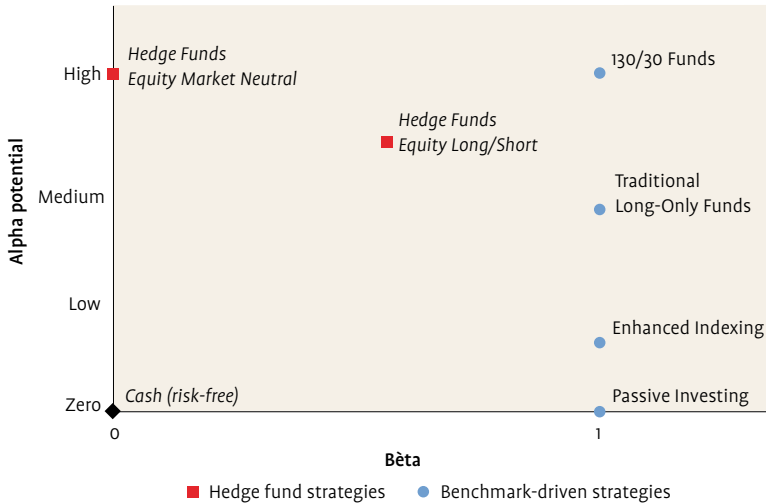 Hedge Funds
Equity Market Neutral
High
130/30 Funds
Hedge Funds
Equity Long/Short
Alpha potential
Medium
Traditional
Long-Only Funds
Low
Enhanced Indexing
Zero
Cash (risk-free)
Passive Investing
0
1
Bèta
Hedge fund strategies
Benchmark-driven strategies